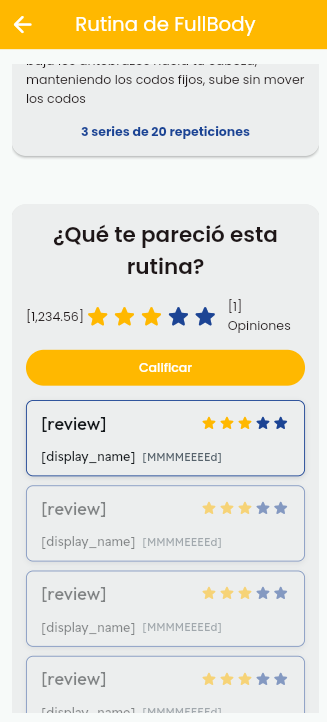 Rutina de FullBody
baja los antebrazos hacia tu cabeza,
manteniendo los codos fijos, sube sin mover
los codos
3 series de 20 repeticiones
¿Qué te pareció esta
rutina?
[1,234.56]
[1]
Opiniones
Calificar
[review]
[display_name] [MMMMEEEEd]
[review]
[display_name] [MMMMEEEEd]
[review]
[display_name] [MMMMEEEEd]
[review]
[display_name] [MMMMEEEEd]